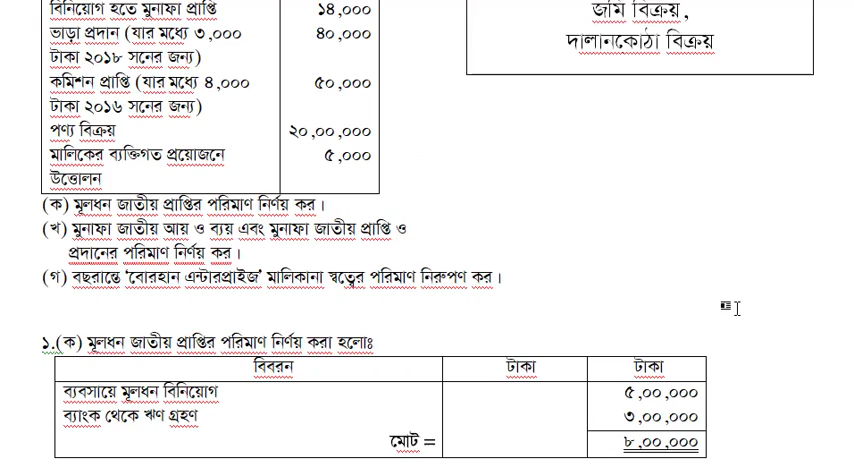 বিনিয়োগ হতে মুনাফা প্রাপ্তি ১৪,০০০
ভাড়া প্রদান (যার মধ্যে ৩,০০০ ৪০,০০০
টাকা ২০১৮ সনের জন্য)
কমিশন প্রাপ্তি (যার মধ্যে ৪,০০০ ৫০,০০০
টাকা ২০১৬ সনের জন্য)
পণ্য বিক্রয় ২০,০০,০০০
মালিকের ব্যক্তিগত প্রয়োজনে ৫,০০০
উত্তোলন
জমি বিক্রয়,
দালানকোঠা বিক্রয়
(ক) মূলধন জাতীয় প্রাপ্তির পরিমাণ নির্ণয় কর।
(খ) মুনাফা জাতীয় আয় ও ব্যয় এবং মুনাফা জাতীয় প্রাপ্তি ও
প্রদানের পরিমাণ নির্ণয় কর।
(গ) বছরান্তে ‘বোরহান এন্টারপ্রাইজ’ মালিকানা স্বত্বের পরিমাণ নিরুপণ কর।
১.(ক) মূলধন জাতীয় প্রাপ্তির পরিমাণ নির্ণয় করা হলোঃ
বিবরন টাকা টাকা
ব্যবসায়ে মূলধন বিনিয়োগ ৫,০০,০০০
ব্যাংক থেকে ঋণ গ্রহণ ৩,০০,০০০
মোট = ৮,০০,০০০